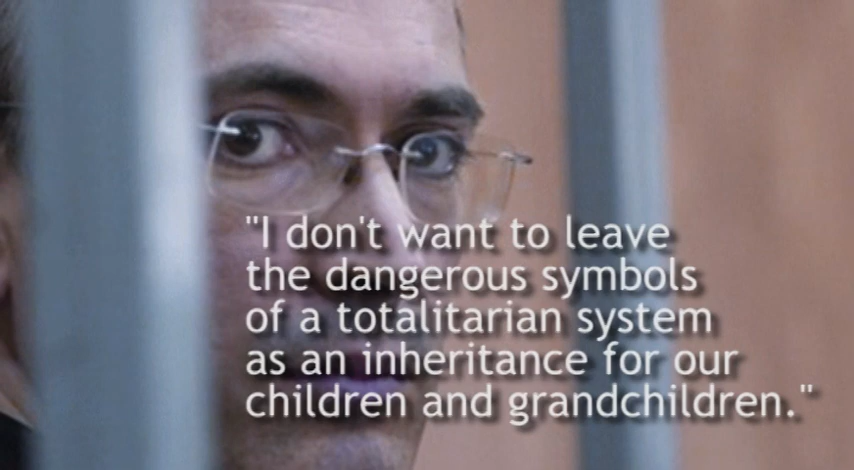 "I don't want to leave
the dangerous symbols
of a totalitarian system
as an inheritance for our
children and grandchildren."